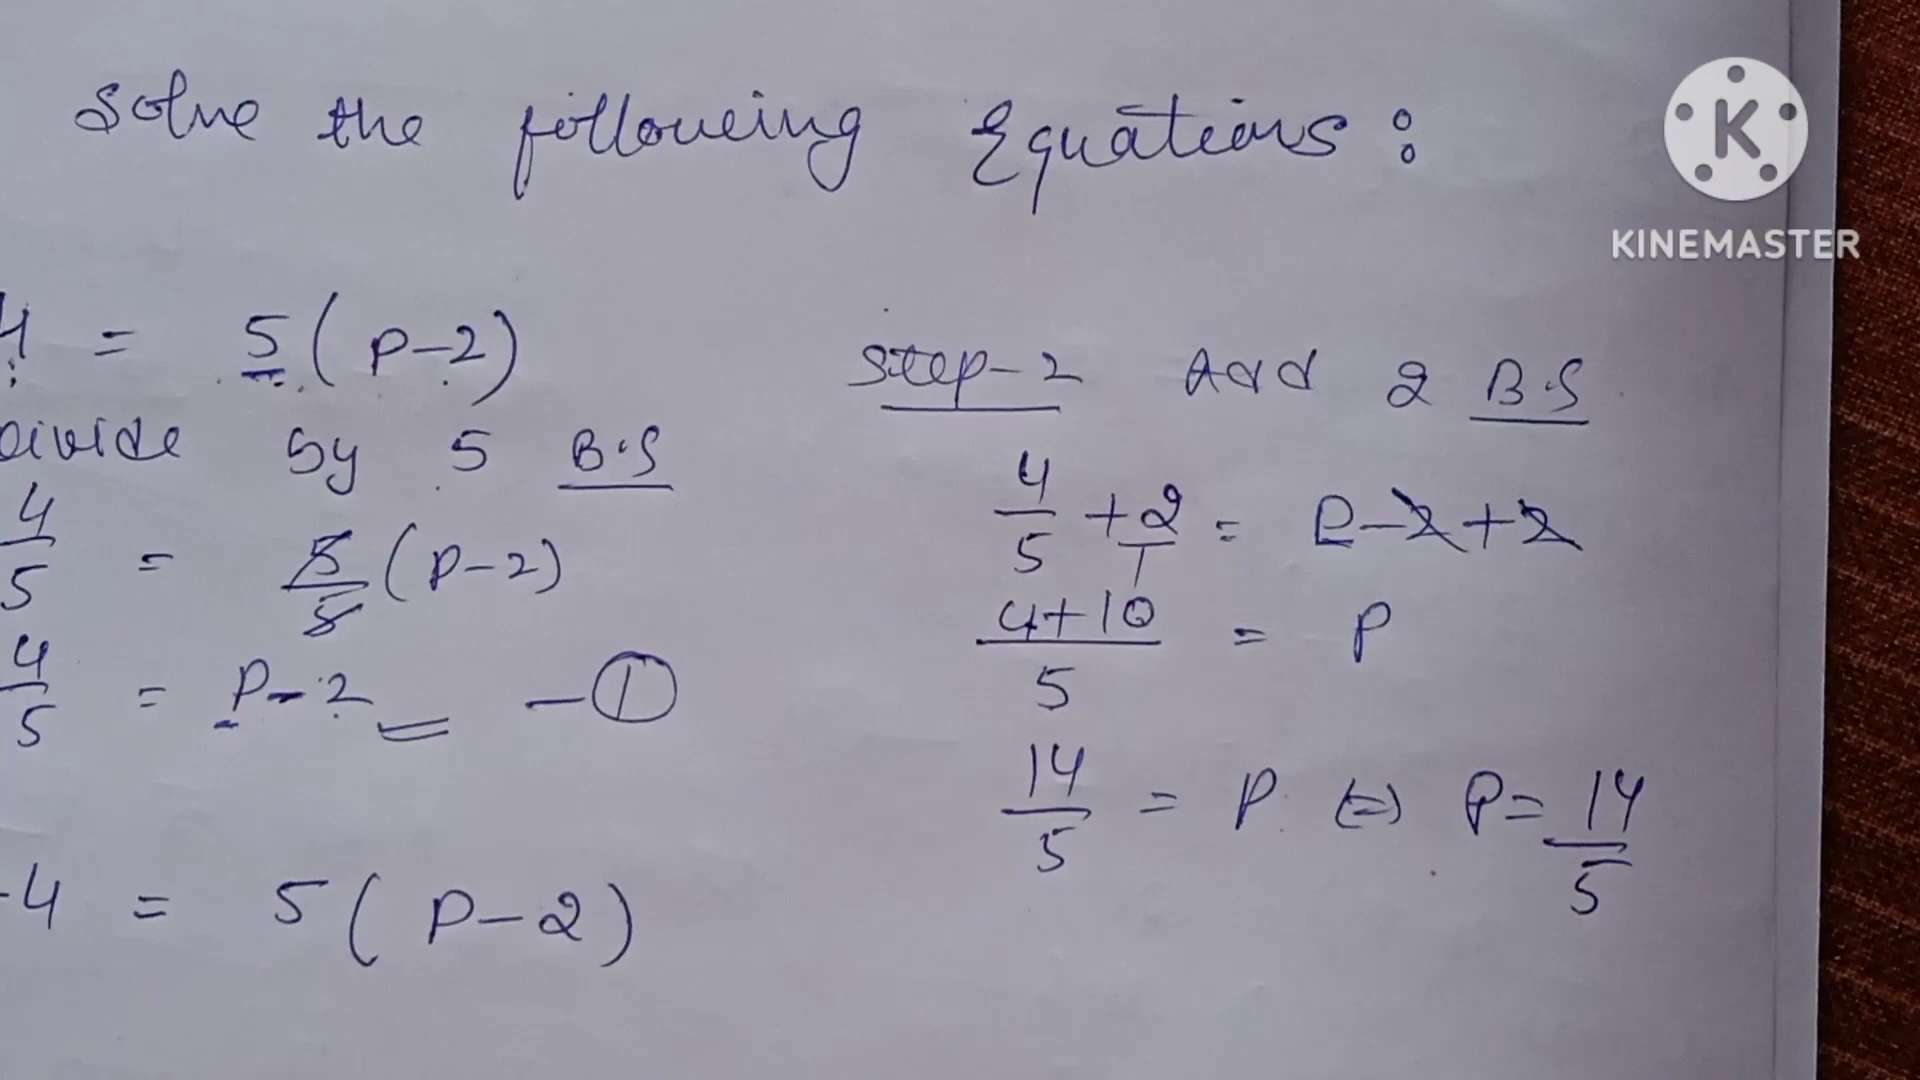 Solve the following Equations:
4 = 5(P-2)
Divide by 5 B.S
4/5 = 5/5 (P-2)
4/5 = P-2 - ①
-4 = 5(P-2)
Step-2 Add 2 B.S
4/5 + 2/1 = P-2+2
4+10/5 = P
14/5 = P (=) P = 14/5
K
KINEMASTER